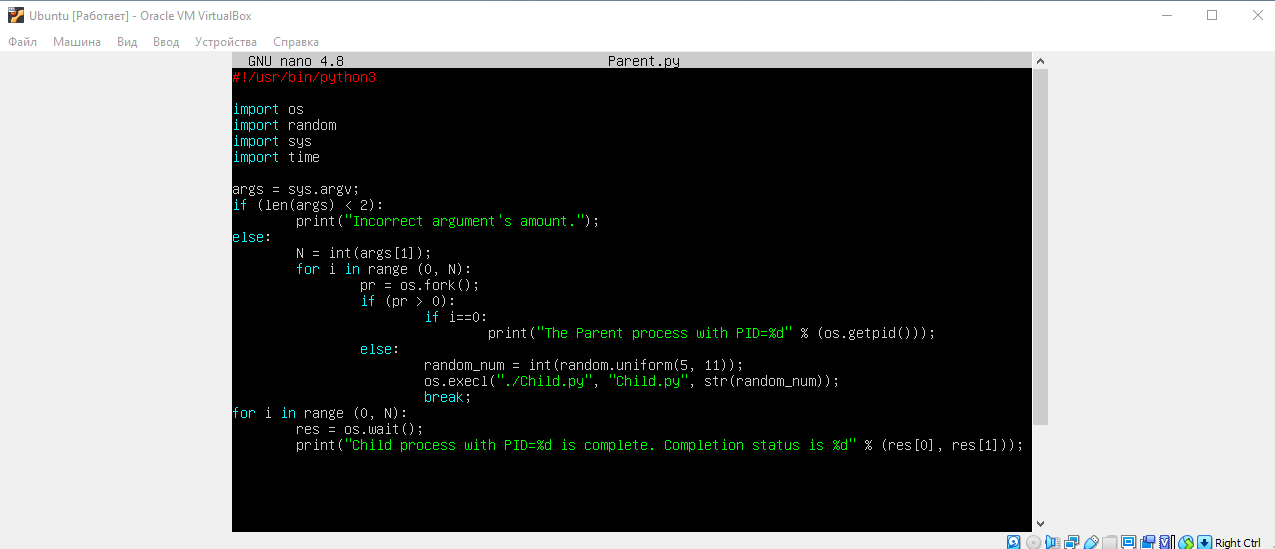 Ubuntu [Работает] - Oracle VM VirtualBox
Файл Машина Вид Ввод Устройства Справка
GNU nano 4.8 Parent.py
#!/usr/bin/python3
import os
import random
import sys
import time
args = sys.argv;
if (len(args) < 2):
        print("Incorrect argument's amount.");
else:
        N = int(args[1]);
        for i in range (0, N):
                pr = os.fork();
                if (pr > 0):
                        if i==0:
                                print("The Parent process with PID=%d" % (os.getpid()));
                else:
                        random_num = int(random.uniform(5, 11));
                        os.execl("./Child.py", "Child.py", str(random_num));
                        break;
for i in range (0, N):
        res = os.wait();
        print("Child process with PID=%d is complete. Completion status is %d" % (res[0], res[1]));
Right Ctrl